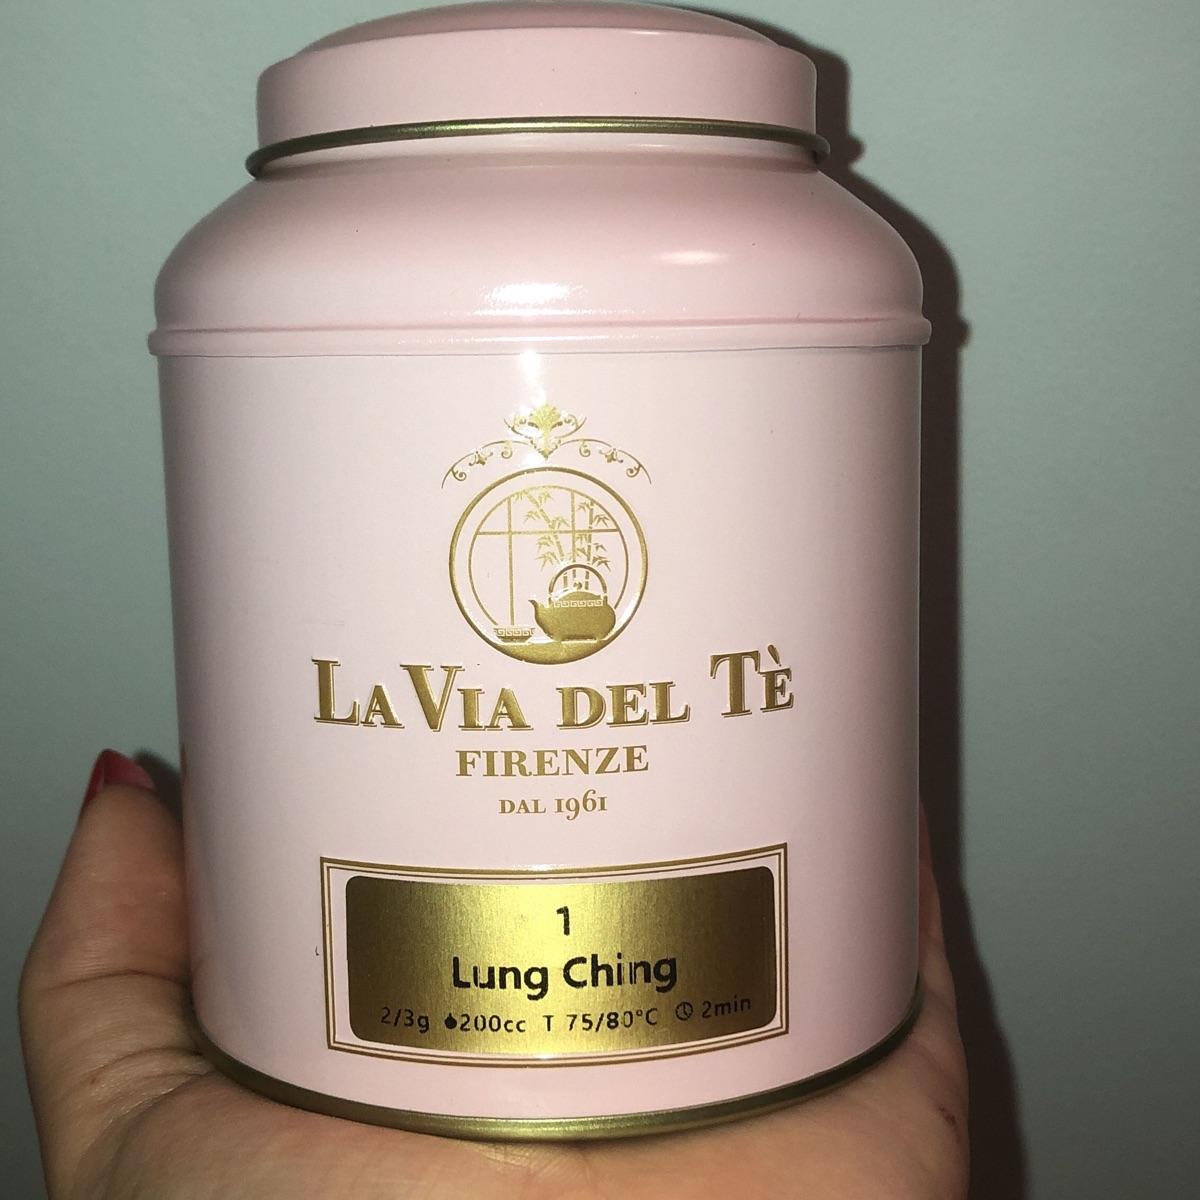 LA VIA DEL TÈ
FIRENZE
DAL 1961
1
Lung Ching
2/3g 200cc T 75/80°C 2min